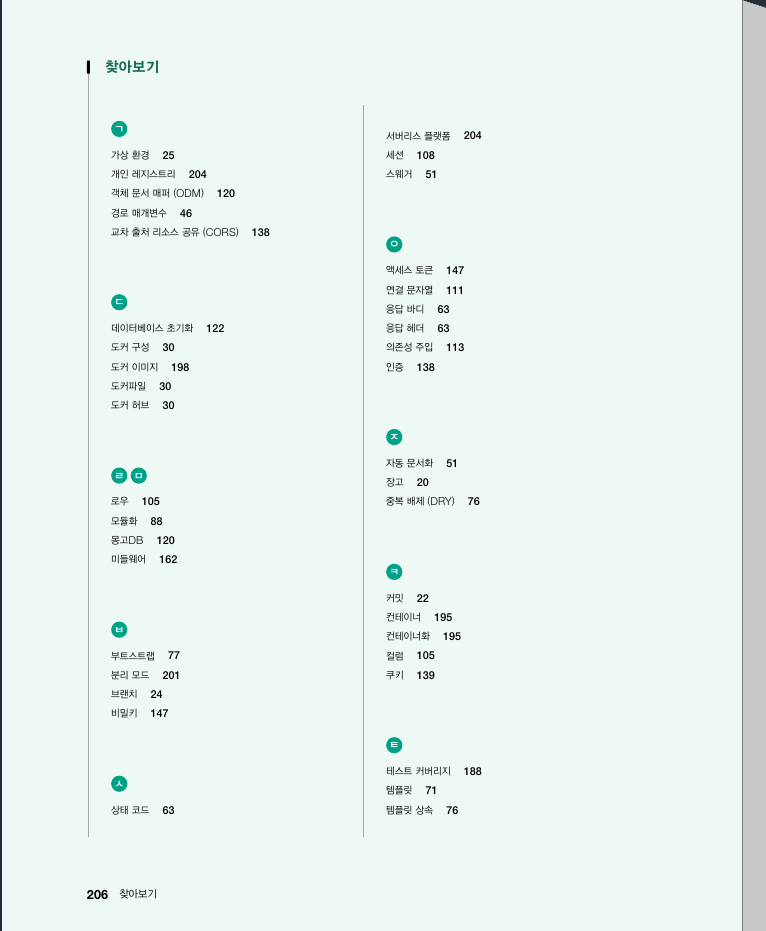 찾아보기
ㄱ
가상 환경 25
개인 레지스트리 204
객체 문서 매퍼 (ODM) 120
경로 매개변수 46
교차 출처 리소스 공유 (CORS) 138
ㄷ
데이터베이스 초기화 122
도커 구성 30
도커 이미지 198
도커파일 30
도커 허브 30
ㄹ ㅁ
로우 105
모듈화 88
몽고DB 120
미들웨어 162
ㅂ
부트스트랩 77
분리 모드 201
브랜치 24
비밀키 147
ㅅ
상태 코드 63
서버리스 플랫폼 204
세션 108
스웨거 51
ㅇ
액세스 토큰 147
연결 문자열 111
응답 바디 63
응답 헤더 63
의존성 주입 113
인증 138
ㅈ
자동 문서화 51
장고 20
중복 배제 (DRY) 76
ㅋ
커밋 22
컨테이너 195
컨테이너화 195
컬럼 105
쿠키 139
ㅌ
테스트 커버리지 188
템플릿 71
템플릿 상속 76
206 찾아보기